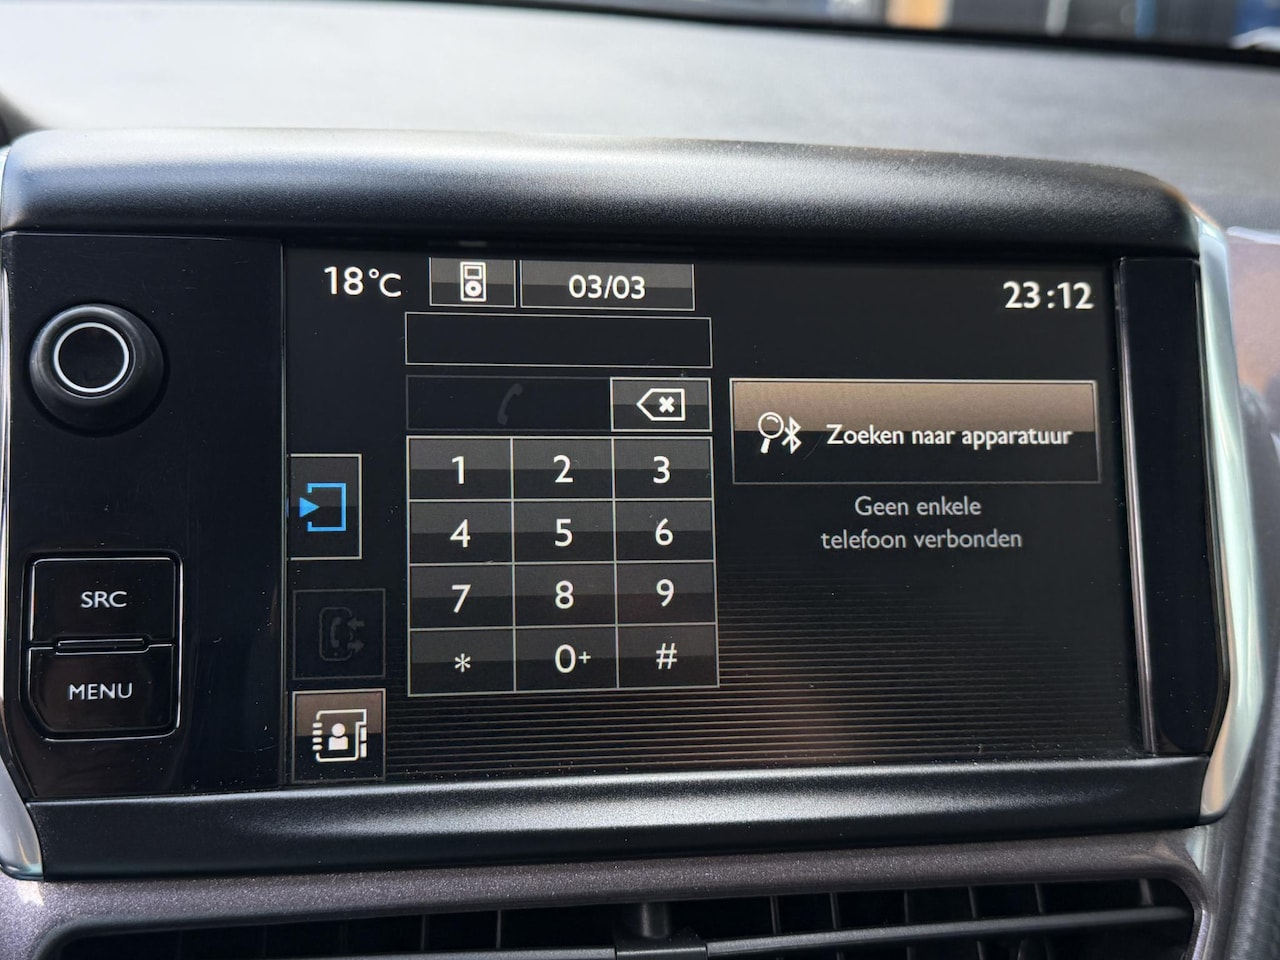 18°C
03/03
23:12
Zoeken naar apparatuur
Geen enkele
telefoon verbonden
1 2 3
4 5 6
7 8 9
* 0+ #
SRC
MENU